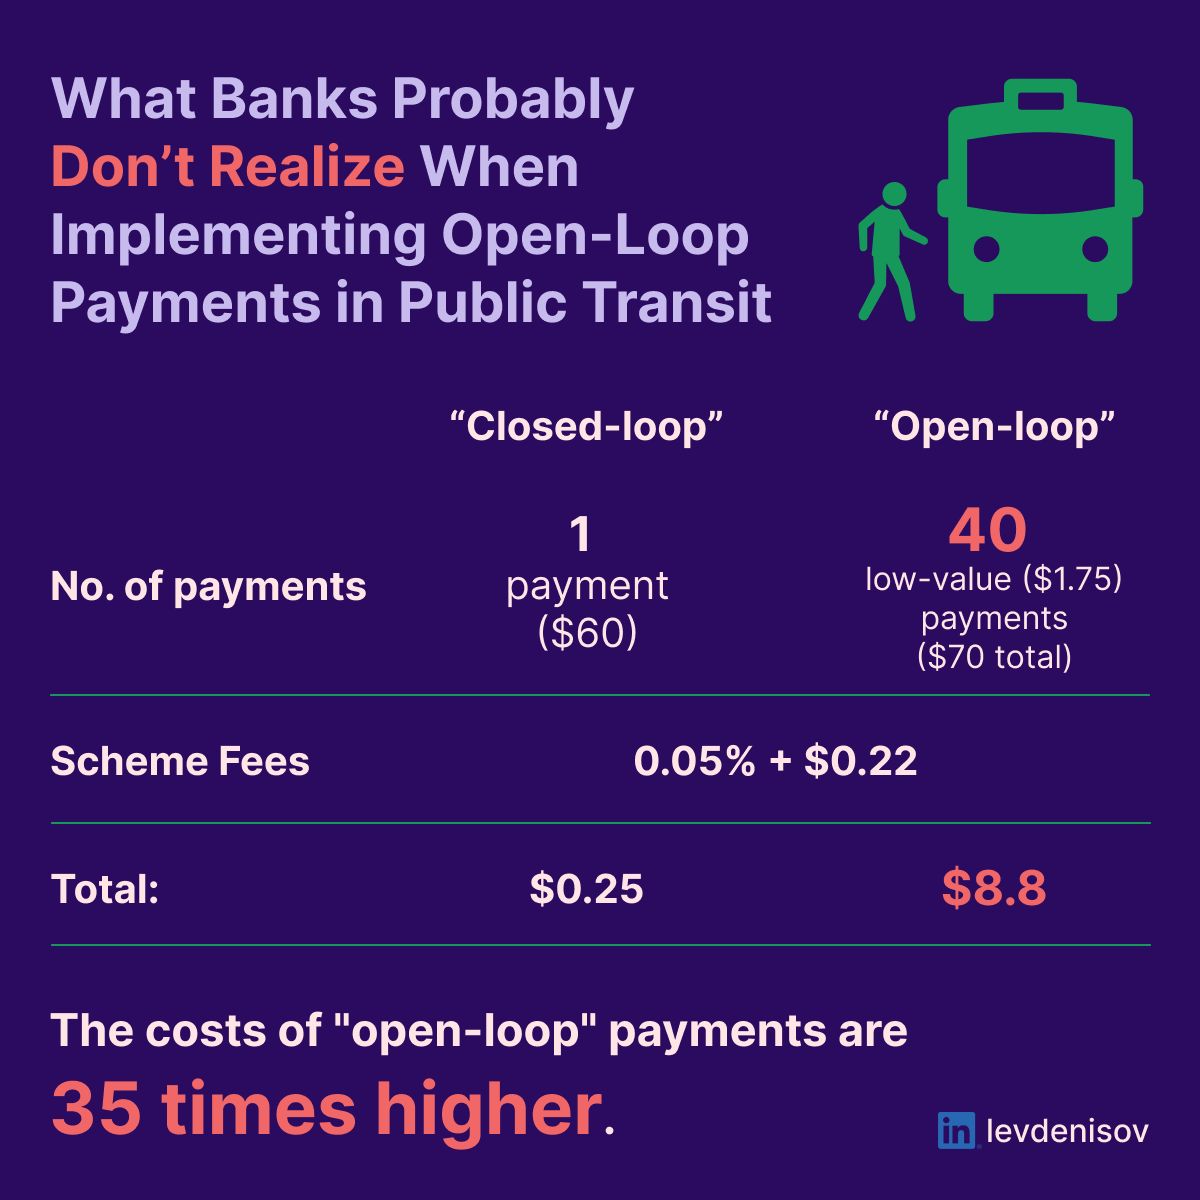 What Banks Probably
Don’t Realize When
Implementing Open-Loop
Payments in Public Transit
“Closed-loop”
“Open-loop”
No. of payments
1
payment
($60)
40
low-value ($1.75)
payments
($70 total)
Scheme Fees
0.05% + $0.22
Total:
$0.25
$8.8
The costs of "open-loop" payments are
35 times higher.
in levdenisov